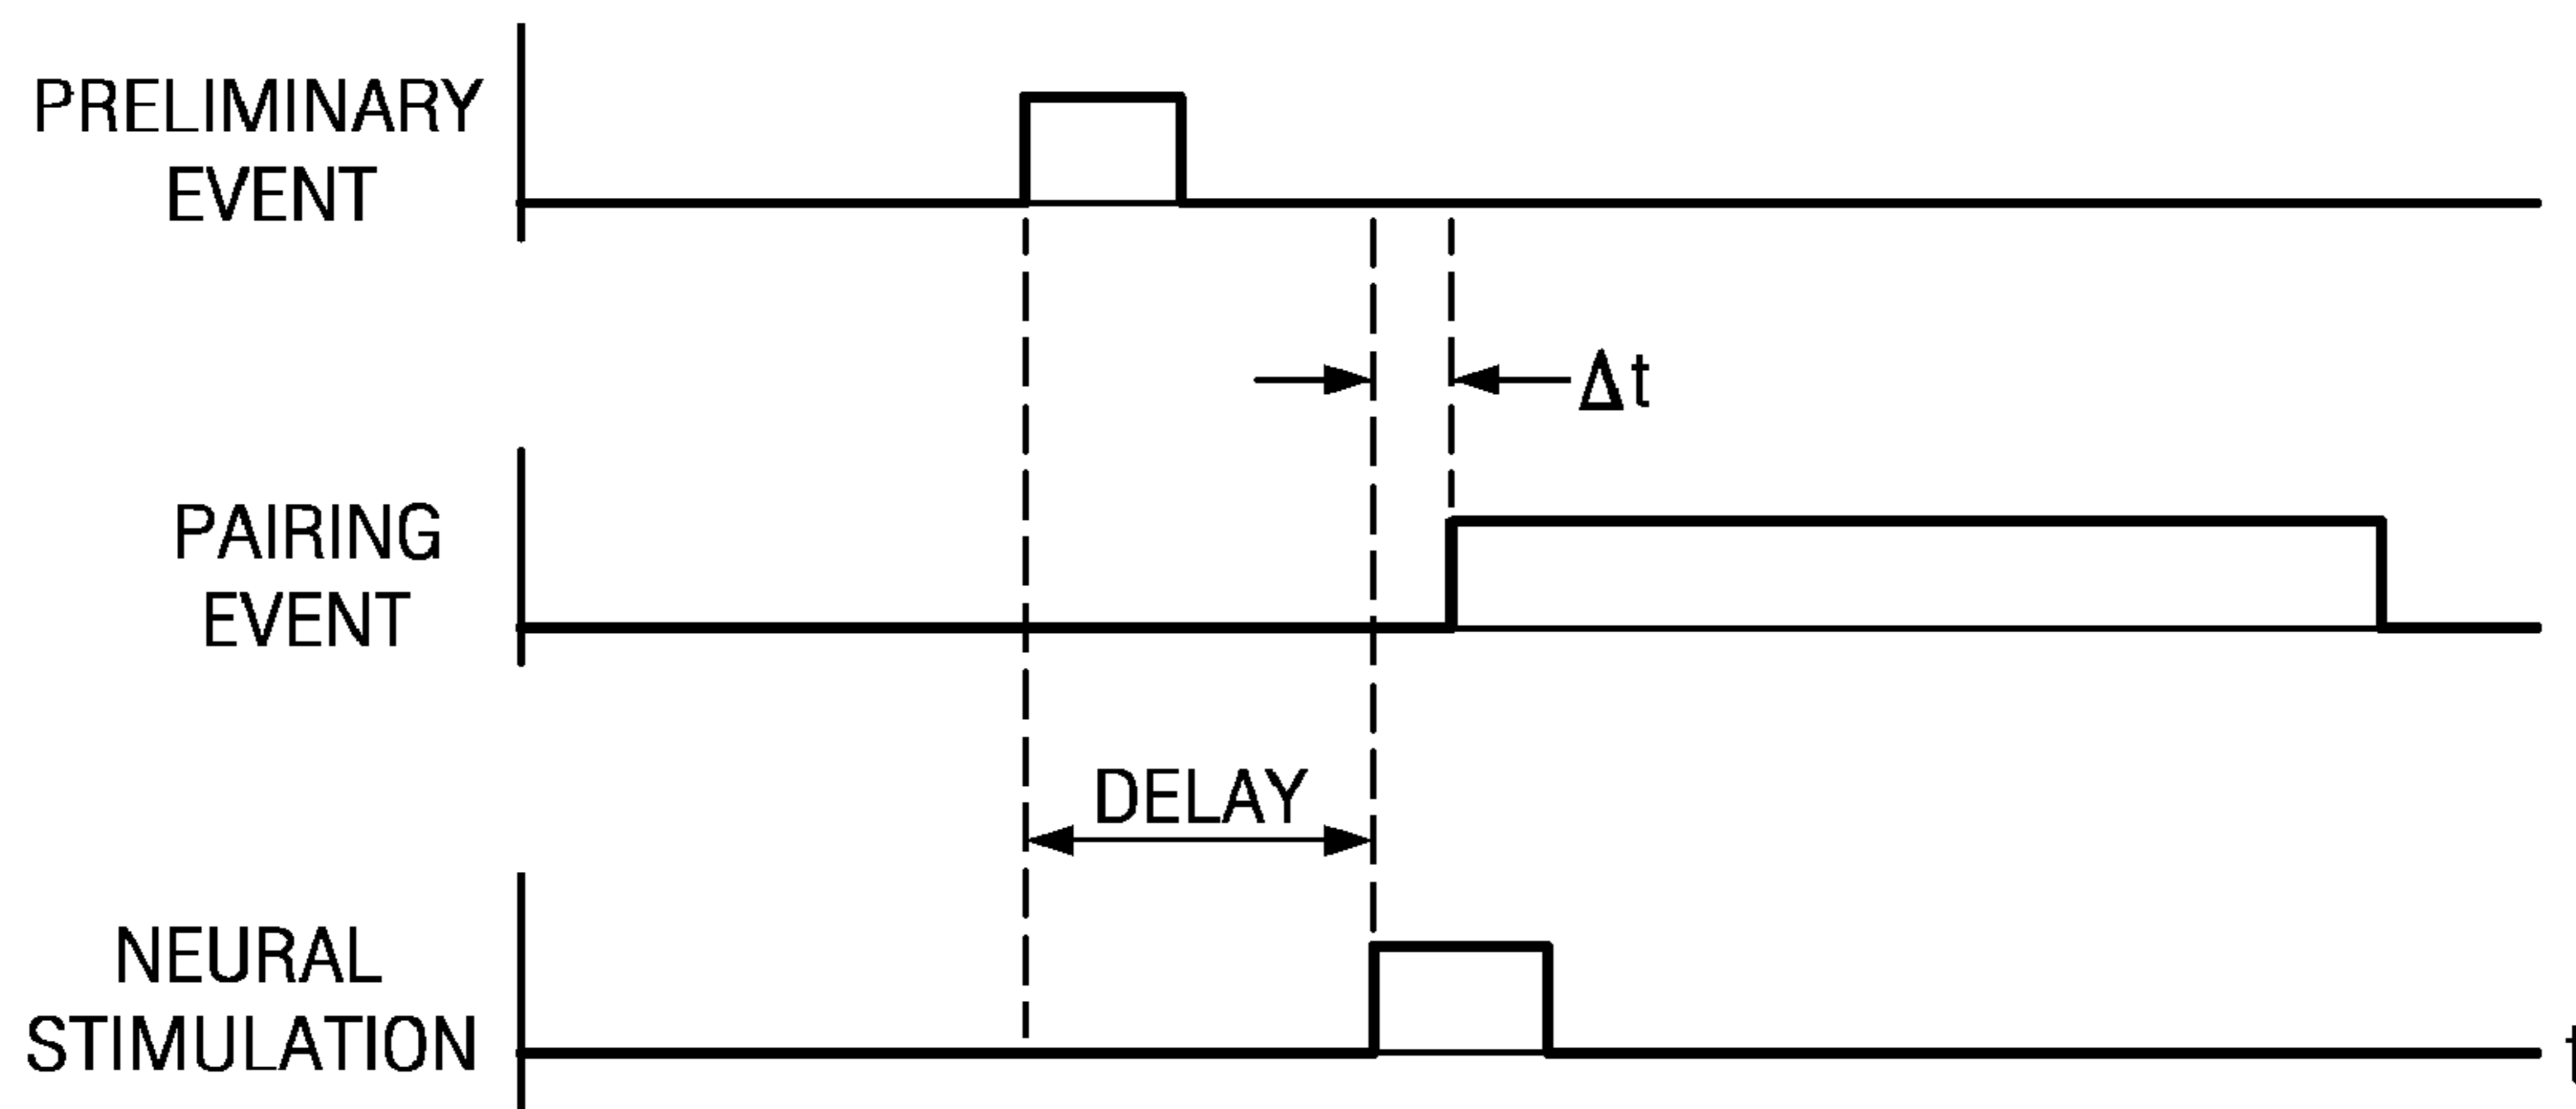 PRELIMINARY
EVENT
Δt
PAIRING
EVENT
DELAY
NEURAL
STIMULATION
t